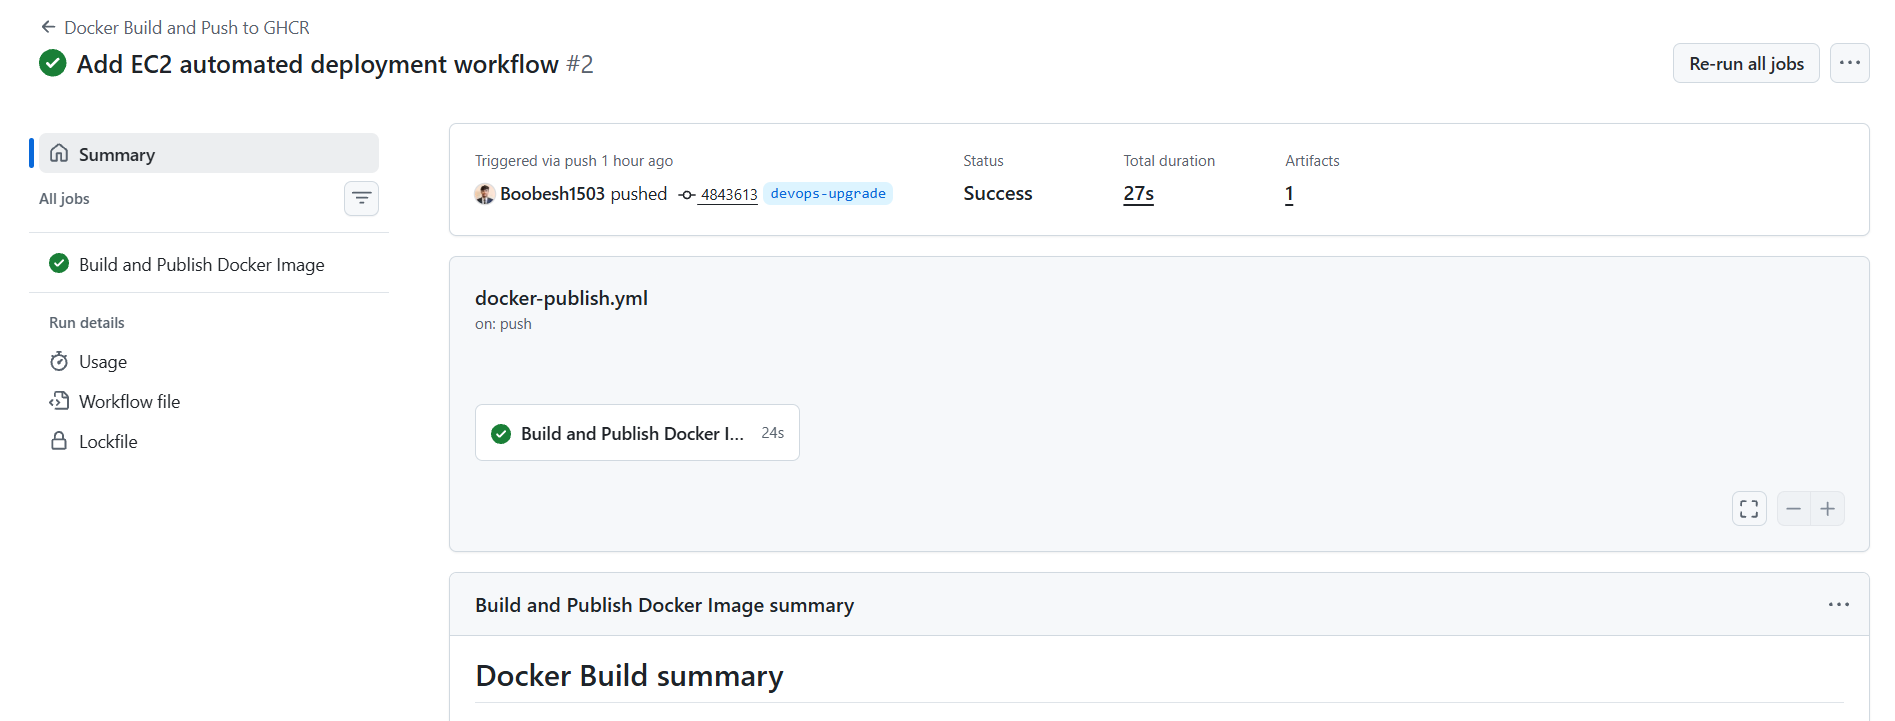 Docker Build and Push to GHCR
Add EC2 automated deployment workflow #2
Re-run all jobs
Summary
All jobs
Build and Publish Docker Image
Run details
Usage
Workflow file
Lockfile
Triggered via push 1 hour ago
Boobesh1503 pushed 4843613 devops-upgrade
Status
Success
Total duration
27s
Artifacts
1
docker-publish.yml
on: push
Build and Publish Docker I... 24s
Build and Publish Docker Image summary
Docker Build summary